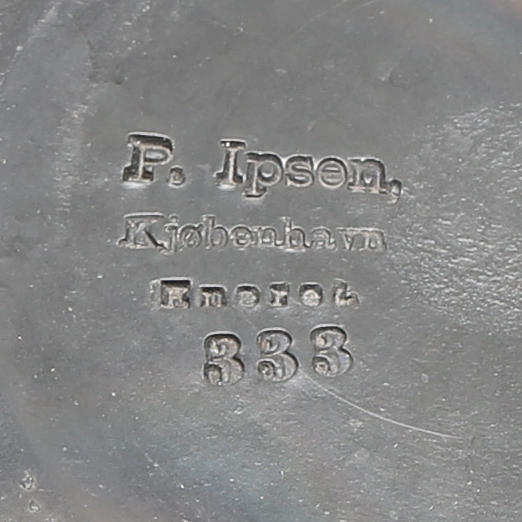 P. Ipsen,
Kjøbenhavn
Eneret
333